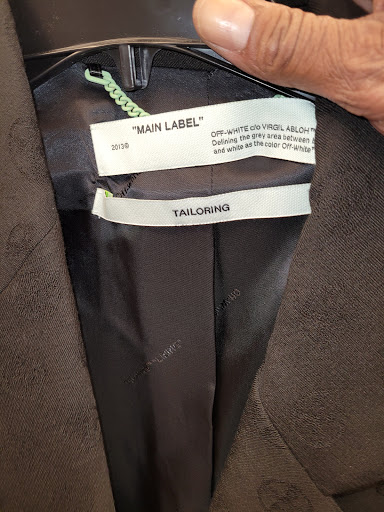 "MAIN LABEL"
2013©
OFF-WHITE c/o VIRGIL ABLOH™
Defining the grey area between
and white as the color Off-White
TAILORING